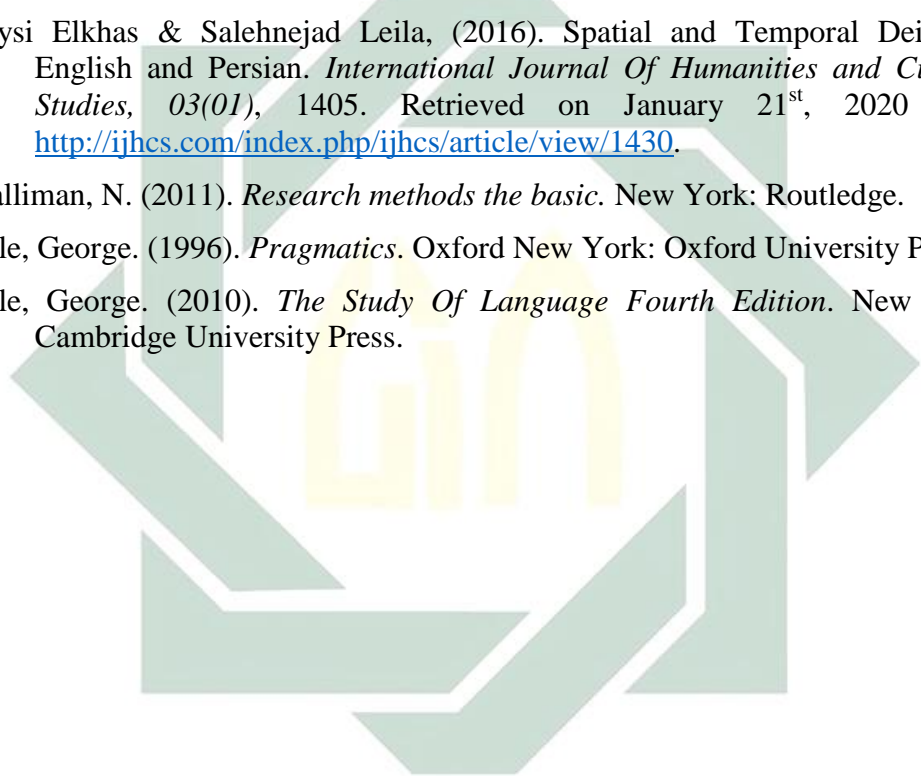 ysi Elkhas & Salehnejad Leila, (2016). Spatial and Temporal Dei
English and Persian. International Journal Of Humanities and Cu
Studies, 03(01), 1405. Retrieved on January 21st, 2020
http://ijhcs.com/index.php/ijhcs/article/view/1430.
alliman, N. (2011). Research methods the basic. New York: Routledge.
le, George. (1996). Pragmatics. Oxford New York: Oxford University P
le, George. (2010). The Study Of Language Fourth Edition. New
Cambridge University Press.